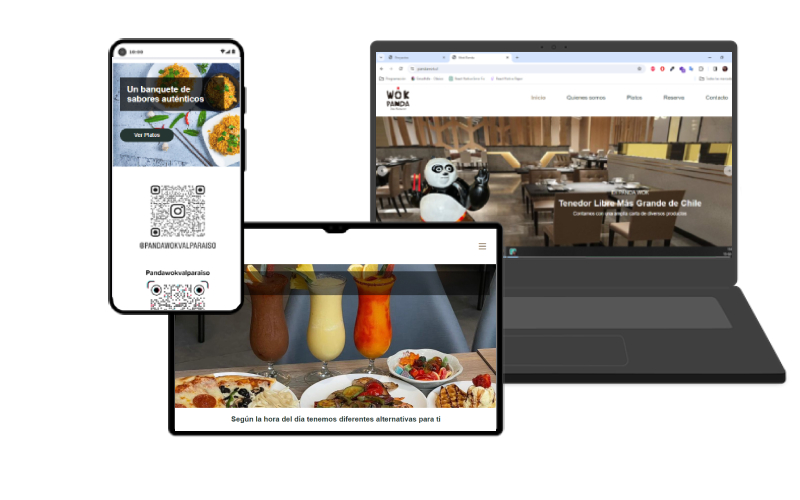 10:00
Un banquete de
sabores auténticos
Ver Platos
@PANDAWOKVALPARAISO
Pandawokvalparaiso
WOK
PANDA
Inicio
Quienes somos
Platos
Reserva
Contacto
Tenedor Libre Más Grande de Chile
Contamos con una amplia carta de diversos productos
Según la hora del día tenemos diferentes alternativas para ti